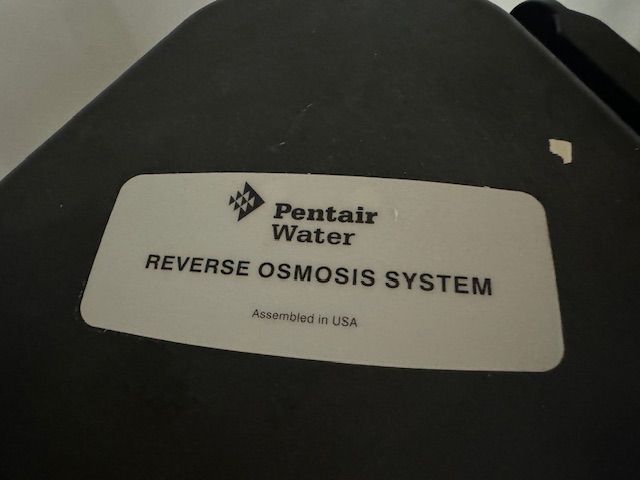 Pentair
Water
REVERSE OSMOSIS SYSTEM
Assembled in USA